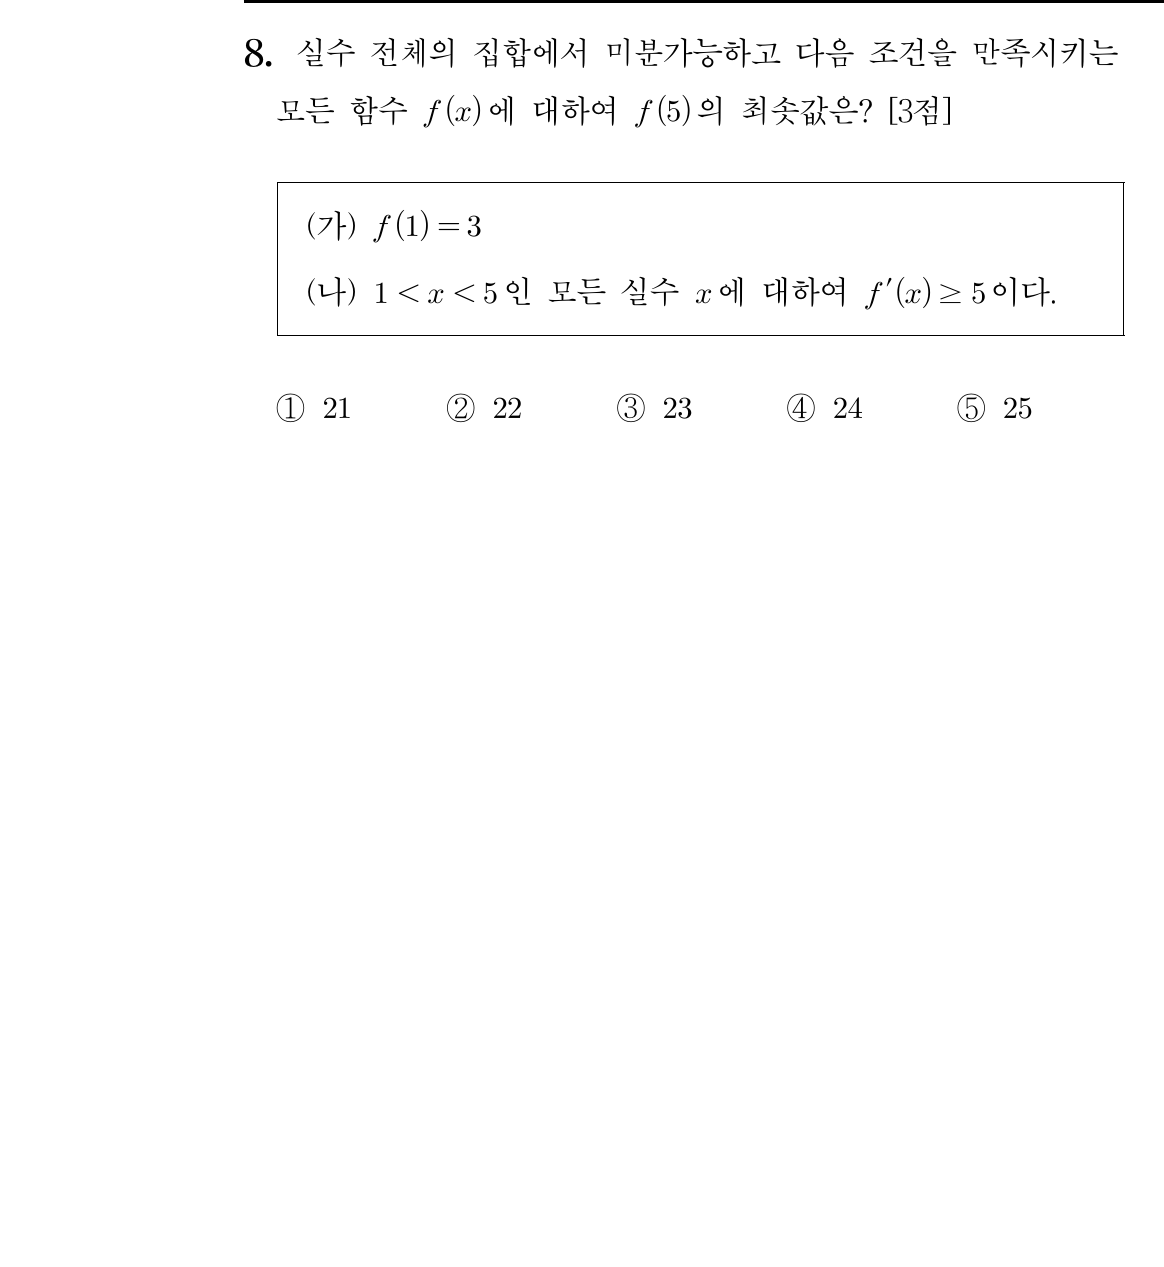 8. 실수 전체의 집합에서 미분가능하고 다음 조건을 만족시키는
모든 함수 f(x)에 대하여 f(5)의 최솟값은? [3점]
(가) f(1)=3
(나) 1<x<5인 모든 실수 x에 대하여 f′(x)≥5이다.
① 21 ② 22 ③ 23 ④ 24 ⑤ 25